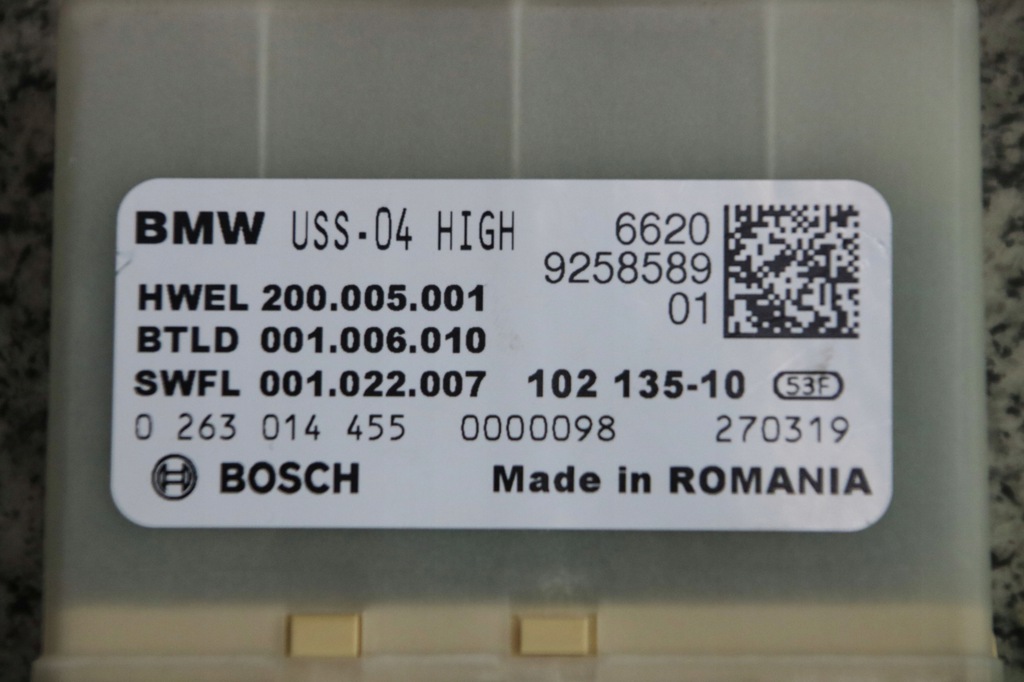 BMW USS-04 HIGH 6620
9258589
HWEL 200.005.001 01
BTLD 001.006.010
SWFL 001.022.007 102 135-10 53F
0 263 014 455 0000098 270319
BOSCH Made in ROMANIA